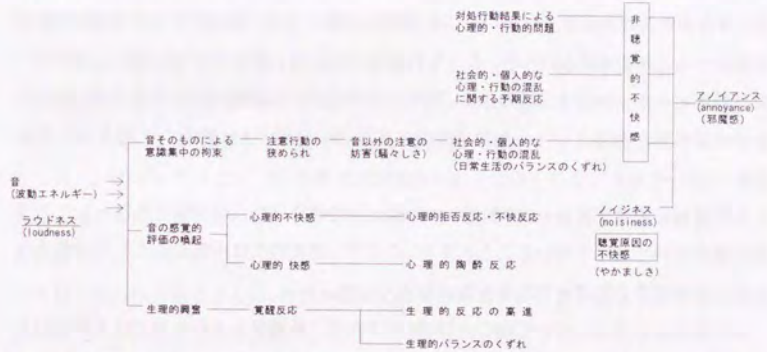 対処行動結果による
心理的・行動的問題
社会的・個人的な
心理・行動の混乱
に関する予期反応
非聴覚的不快感
アノイアンス
(annoyance)
(邪魔感)
音そのものによる
意識集中の拘束
注意行動の
狭められ
音以外の注意の
妨害(騒々しさ)
社会的・個人的な
心理・行動の混乱
(日常生活のバランスのくずれ)
音
(波動エネルギー)
ラウドネス
(loudness)
音の感覚的
評価の喚起
心理的不快感
心理的拒否反応・不快反応
ノイジネス
(noisiness)
聴覚原因の
不快感
(やかましさ)
心理的 快感
心理的陶酔反応
生理的興奮
覚醒反応
生理的反応の高進
生理的バランスのくずれ